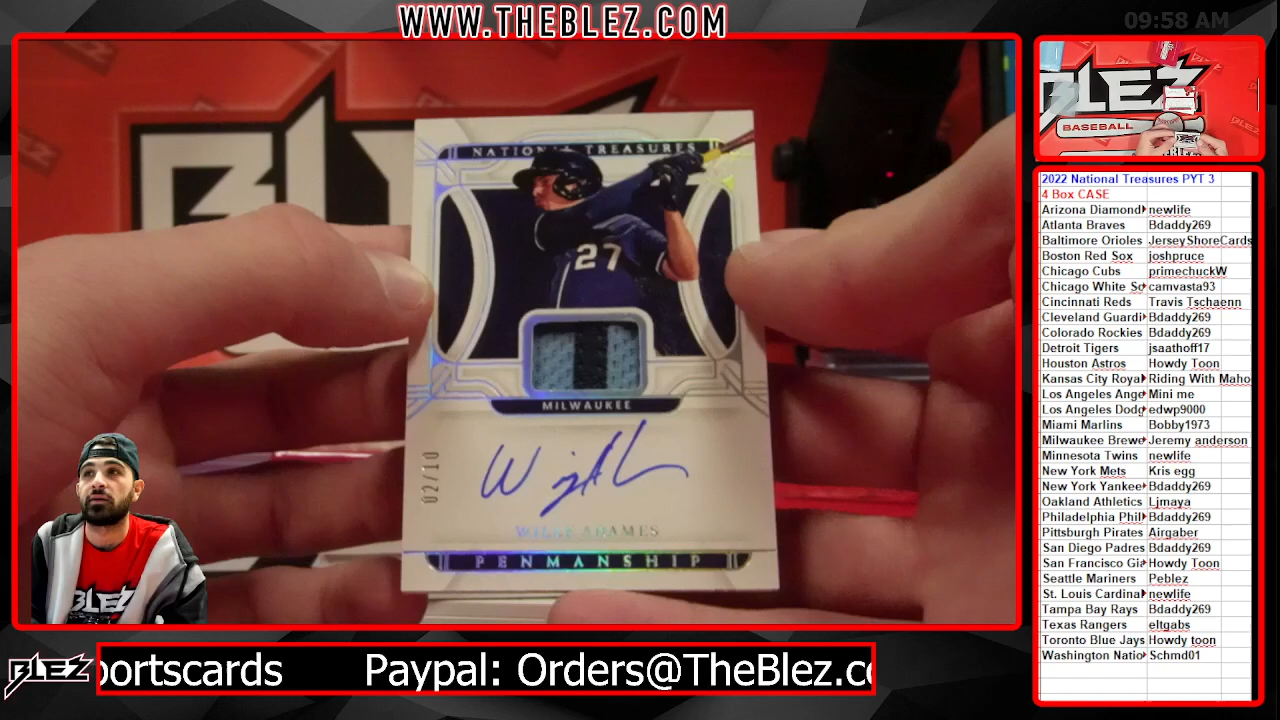 WWW.THEBLEZ.COM
09:58 AM
BLEZ
BASEBALL
NATIONAL TREASURES
27
MILWAUKEE
02/10
WILLY ADAMES
PENMANSHIP
BLEZ
2022 National Treasures PYT 3
4 Box CASE
Arizona Diamond newlife
Atlanta Braves Bdaddy269
Baltimore Orioles JerseyShoreCards
Boston Red Sox joshpruce
Chicago Cubs primechuckW
Chicago White So camvasta93
Cincinnati Reds Travis Tschaenn
Cleveland Guardi Bdaddy269
Colorado Rockies Bdaddy269
Detroit Tigers jsaathoff17
Houston Astros Howdy Toon
Kansas City Roya Riding With Maho
Los Angeles Ange Mini me
Los Angeles Dodg edwp9000
Miami Marlins Bobby1973
Milwaukee Brewe Jeremy anderson
Minnesota Twins newlife
New York Mets Kris egg
New York Yankee Bdaddy269
Oakland Athletics Ljmaya
Philadelphia Phil Bdaddy269
Pittsburgh Pirates Airgaber
San Diego Padres Bdaddy269
San Francisco Gia Howdy Toon
Seattle Mariners Peblez
St. Louis Cardina newlife
Tampa Bay Rays Bdaddy269
Texas Rangers eltgabs
Toronto Blue Jays Howdy toon
Washington Natio Schmd01
BLEZ
portscards Paypal: Orders@TheBlez.co